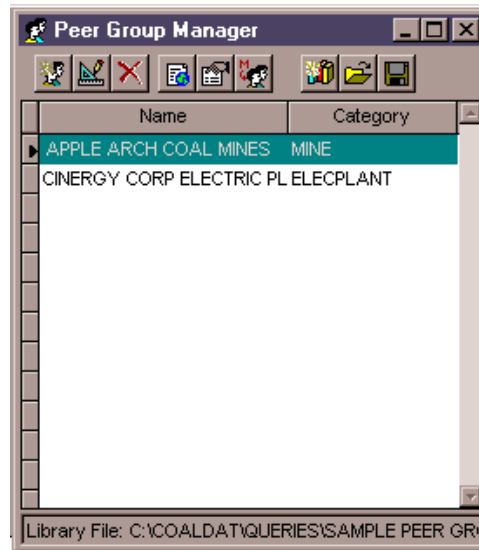 Peer Group Manager
Name Category
APPLE ARCH COAL MINES MINE
CINERGY CORP ELECTRIC PL ELECPLANT
Library File: C:\COALDAT\QUERIES\SAMPLE PEER GR